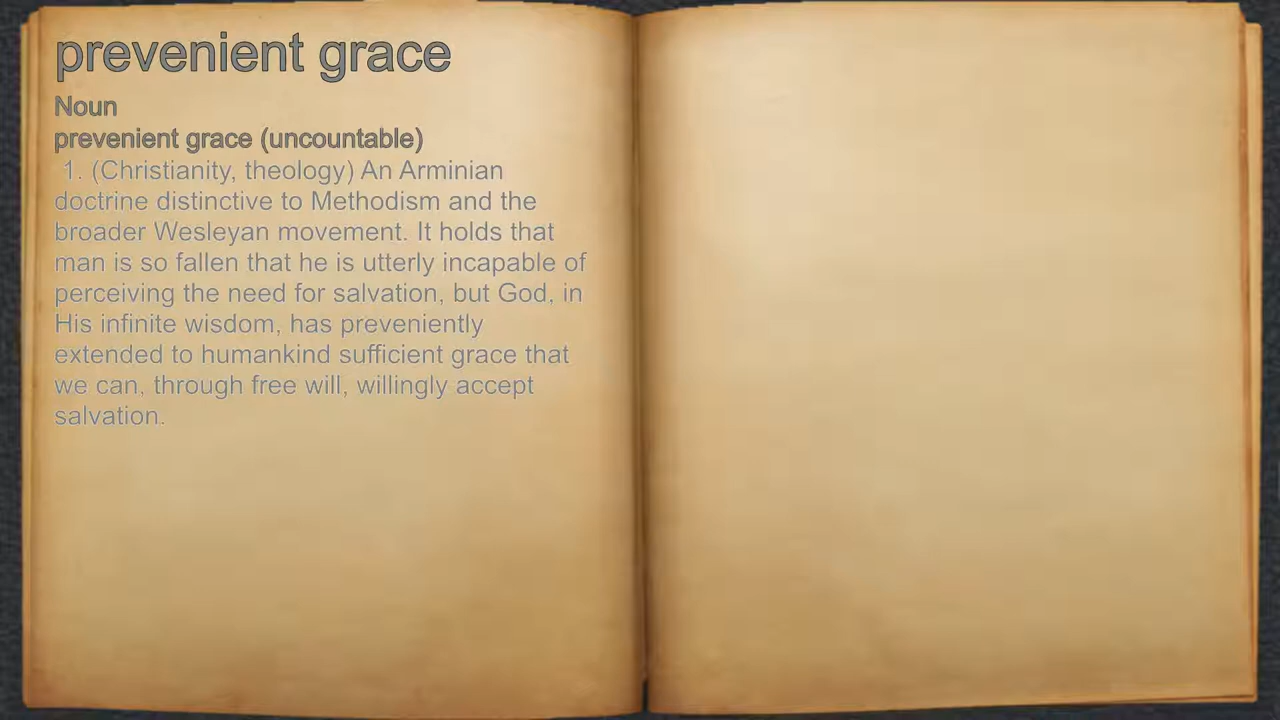 prevenient grace
Noun
prevenient grace (uncountable)
1. (Christianity, theology) An Arminian
doctrine distinctive to Methodism and the
broader Wesleyan movement. It holds that
man is so fallen that he is utterly incapable of
perceiving the need for salvation, but God, in
His infinite wisdom, has preveniently
extended to humankind sufficient grace that
we can, through free will, willingly accept
salvation.